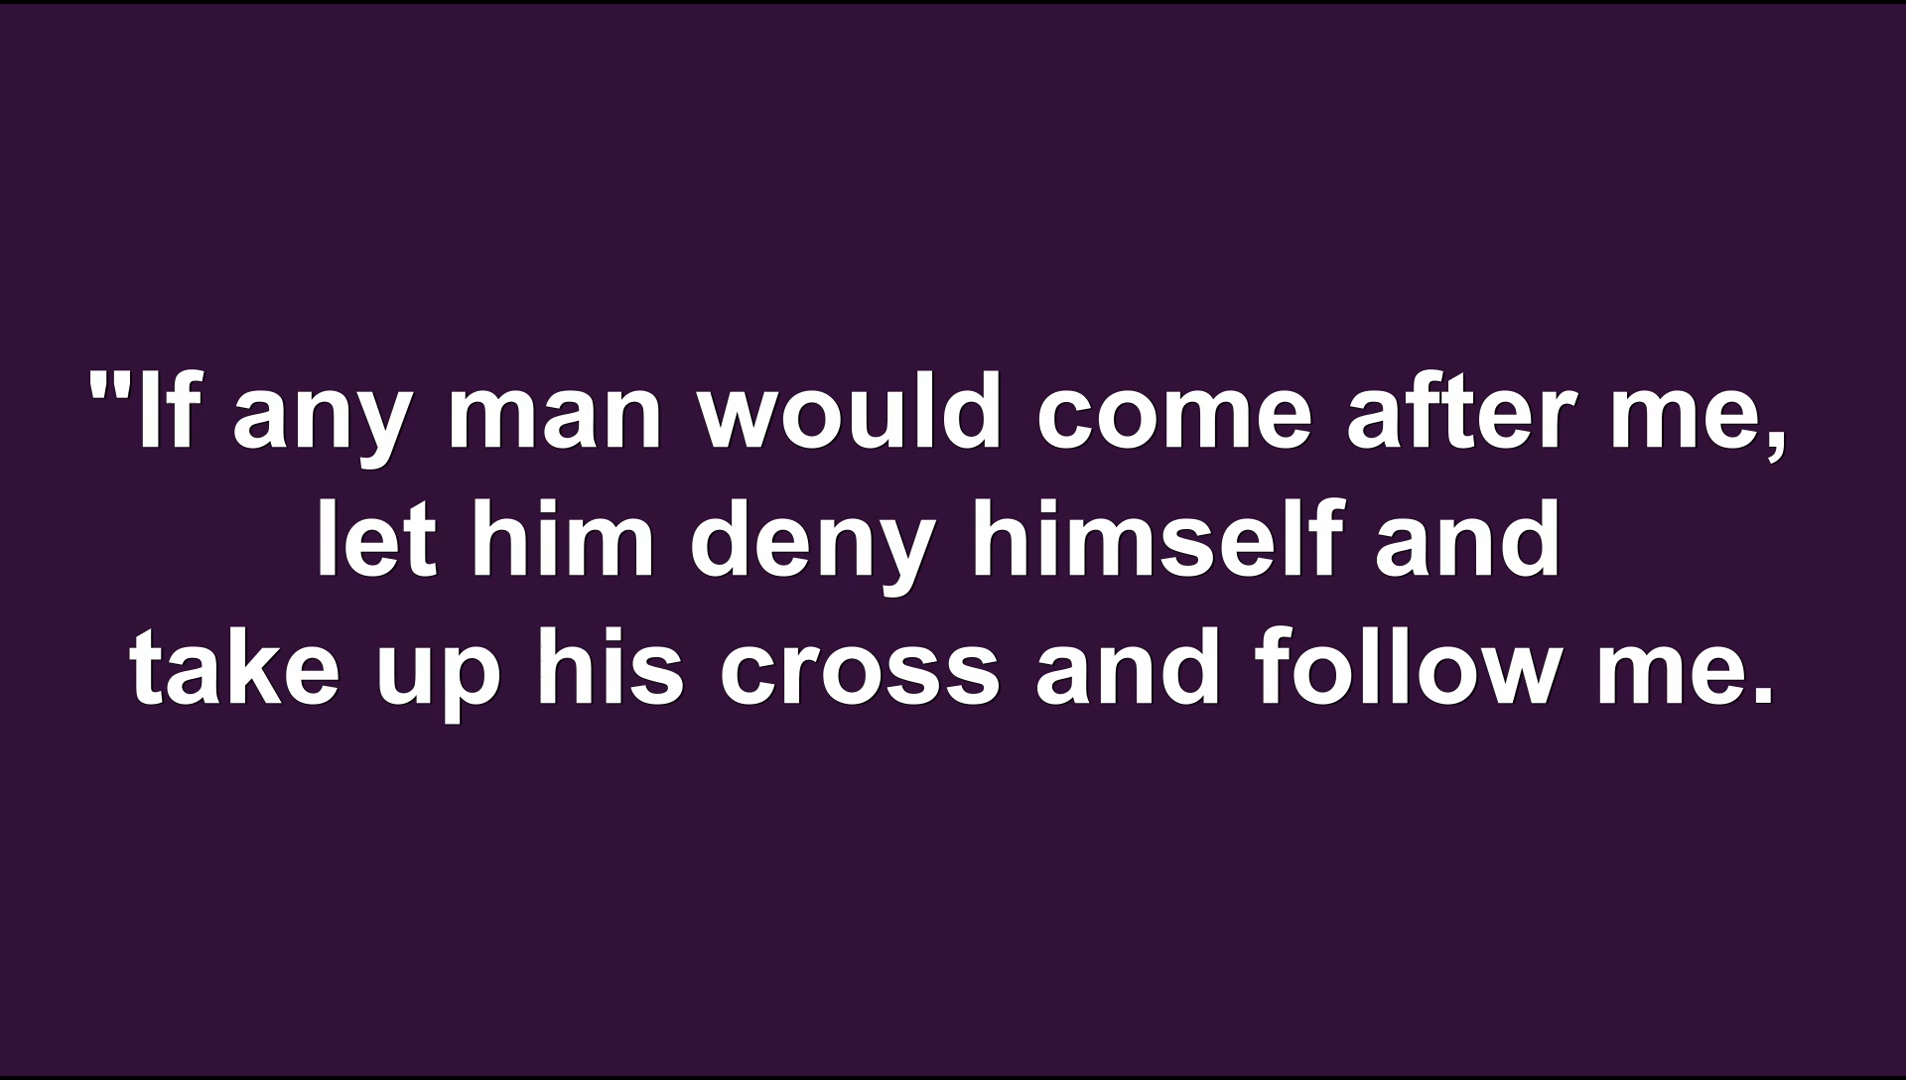 "If any man would come after me,
let him deny himself and
take up his cross and follow me.